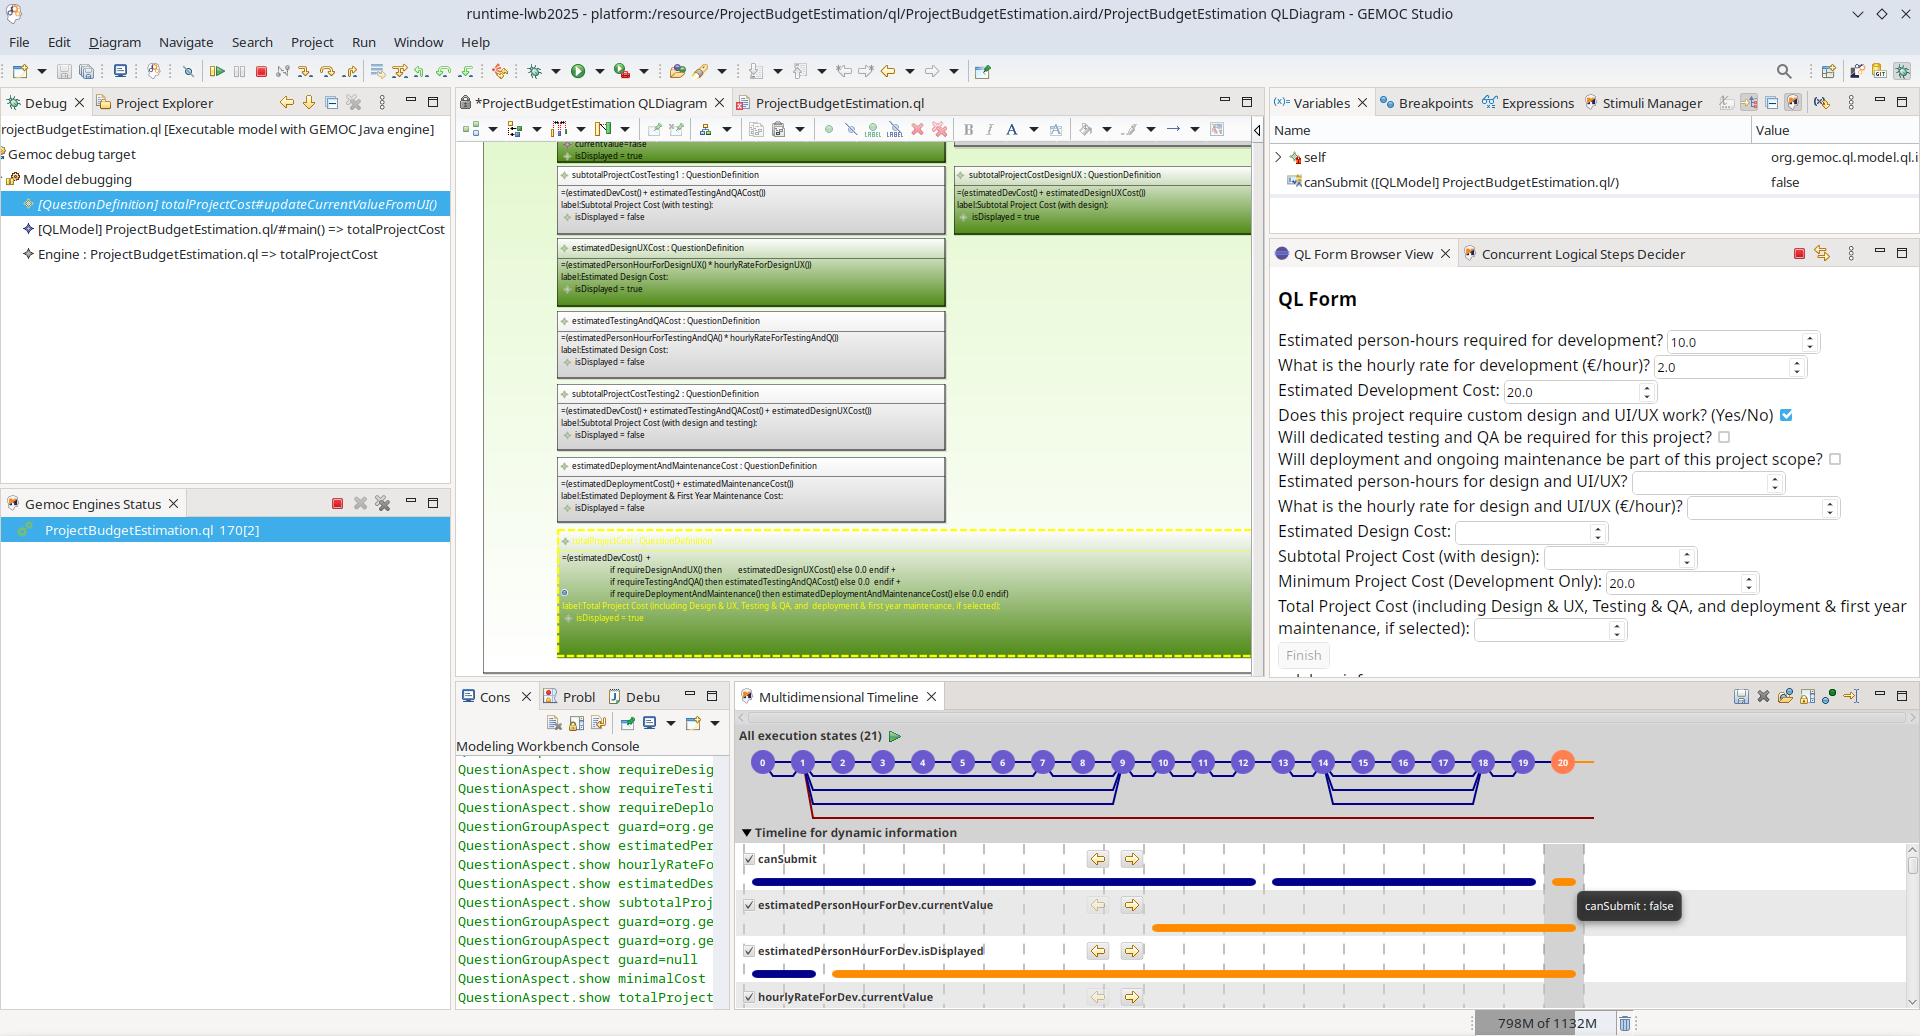 runtime-lwb2025 - platform:/resource/ProjectBudgetEstimation/ql/ProjectBudgetEstimation.aird/ProjectBudgetEstimation QLDiagram - GEMOC Studio
File Edit Diagram Navigate Search Project Run Window Help
Debug Project Explorer
rojectBudgetEstimation.ql [Executable model with GEMOC Java engine]
Gemoc debug target
Model debugging
[QuestionDefinition] totalProjectCost#updateCurrentValueFromUI()
[QLModel] ProjectBudgetEstimation.ql/#main() => totalProjectCost
Engine : ProjectBudgetEstimation.ql => totalProjectCost
Gemoc Engines Status
ProjectBudgetEstimation.ql 170[2]
*ProjectBudgetEstimation QLDiagram ProjectBudgetEstimation.ql
LABEL LABEL
B I A
currentValue=false
isDisplayed = true
subtotalProjectCostTesting1 : QuestionDefinition
=(estimatedDevCost() + estimatedTestingAndQACost())
label:Subtotal Project Cost (with testing):
isDisplayed = false
subtotalProjectCostDesignUX : QuestionDefinition
=(estimatedDevCost() + estimatedDesignUXCost())
label:Subtotal Project Cost (with design):
isDisplayed = true
estimatedDesignUXCost : QuestionDefinition
=(estimatedPersonHourForDesignUX() * hourlyRateForDesignUX())
label:Estimated Design Cost:
isDisplayed = true
estimatedTestingAndQACost : QuestionDefinition
=(estimatedPersonHourForTestingAndQA() * hourlyRateForTestingAndQ())
label:Estimated Design Cost:
isDisplayed = false
subtotalProjectCostTesting2 : QuestionDefinition
=(estimatedDevCost() + estimatedTestingAndQACost() + estimatedDesignUXCost())
label:Subtotal Project Cost (with design and testing):
isDisplayed = false
estimatedDeploymentAndMaintenanceCost : QuestionDefinition
=(estimatedDeploymentCost() + estimatedMaintenanceCost())
label:Estimated Deployment & First Year Maintenance Cost:
isDisplayed = false
totalProjectCost : QuestionDefinition
=(estimatedDevCost() +
if requireDesignAndUX() then estimatedDesignUXCost() else 0.0 endif +
if requireTestingAndQA() then estimatedTestingAndQACost() else 0.0 endif +
if requireDeploymentAndMaintenance() then estimatedDeploymentAndMaintenanceCost() else 0.0 endif)
label:Total Project Cost (including Design & UX, Testing & QA, and deployment & first year maintenance, if selected):
isDisplayed = true
Variables Breakpoints Expressions Stimuli Manager
Name Value
self org.gemoc.ql.model.ql.i
canSubmit ([QLModel] ProjectBudgetEstimation.ql/) false
QL Form Browser View Concurrent Logical Steps Decider
QL Form
Estimated person-hours required for development? 10.0
What is the hourly rate for development (€/hour)? 2.0
Estimated Development Cost: 20.0
Does this project require custom design and UI/UX work? (Yes/No)
Will dedicated testing and QA be required for this project?
Will deployment and ongoing maintenance be part of this project scope?
Estimated person-hours for design and UI/UX?
What is the hourly rate for design and UI/UX (€/hour)?
Estimated Design Cost:
Subtotal Project Cost (with design):
Minimum Project Cost (Development Only): 20.0
Total Project Cost (including Design & UX, Testing & QA, and deployment & first year
maintenance, if selected):
Finish
Cons Probl Debu
Modeling Workbench Console
QuestionAspect.show requireDesig
QuestionAspect.show requireTesti
QuestionAspect.show requireDeplo
QuestionGroupAspect guard=org.ge
QuestionAspect.show estimatedPer
QuestionAspect.show hourlyRateFo
QuestionAspect.show estimatedDes
QuestionAspect.show subtotalProj
QuestionGroupAspect guard=org.ge
QuestionGroupAspect guard=org.ge
QuestionGroupAspect guard=null
QuestionAspect.show minimalCost
QuestionAspect.show totalProject
Multidimensional Timeline
All execution states (21)
0 1 2 3 4 5 6 7 8 9 10 11 12 13 14 15 16 17 18 19 20
Timeline for dynamic information
canSubmit
estimatedPersonHourForDev.currentValue
canSubmit : false
estimatedPersonHourForDev.isDisplayed
hourlyRateForDev.currentValue
798M of 1132M